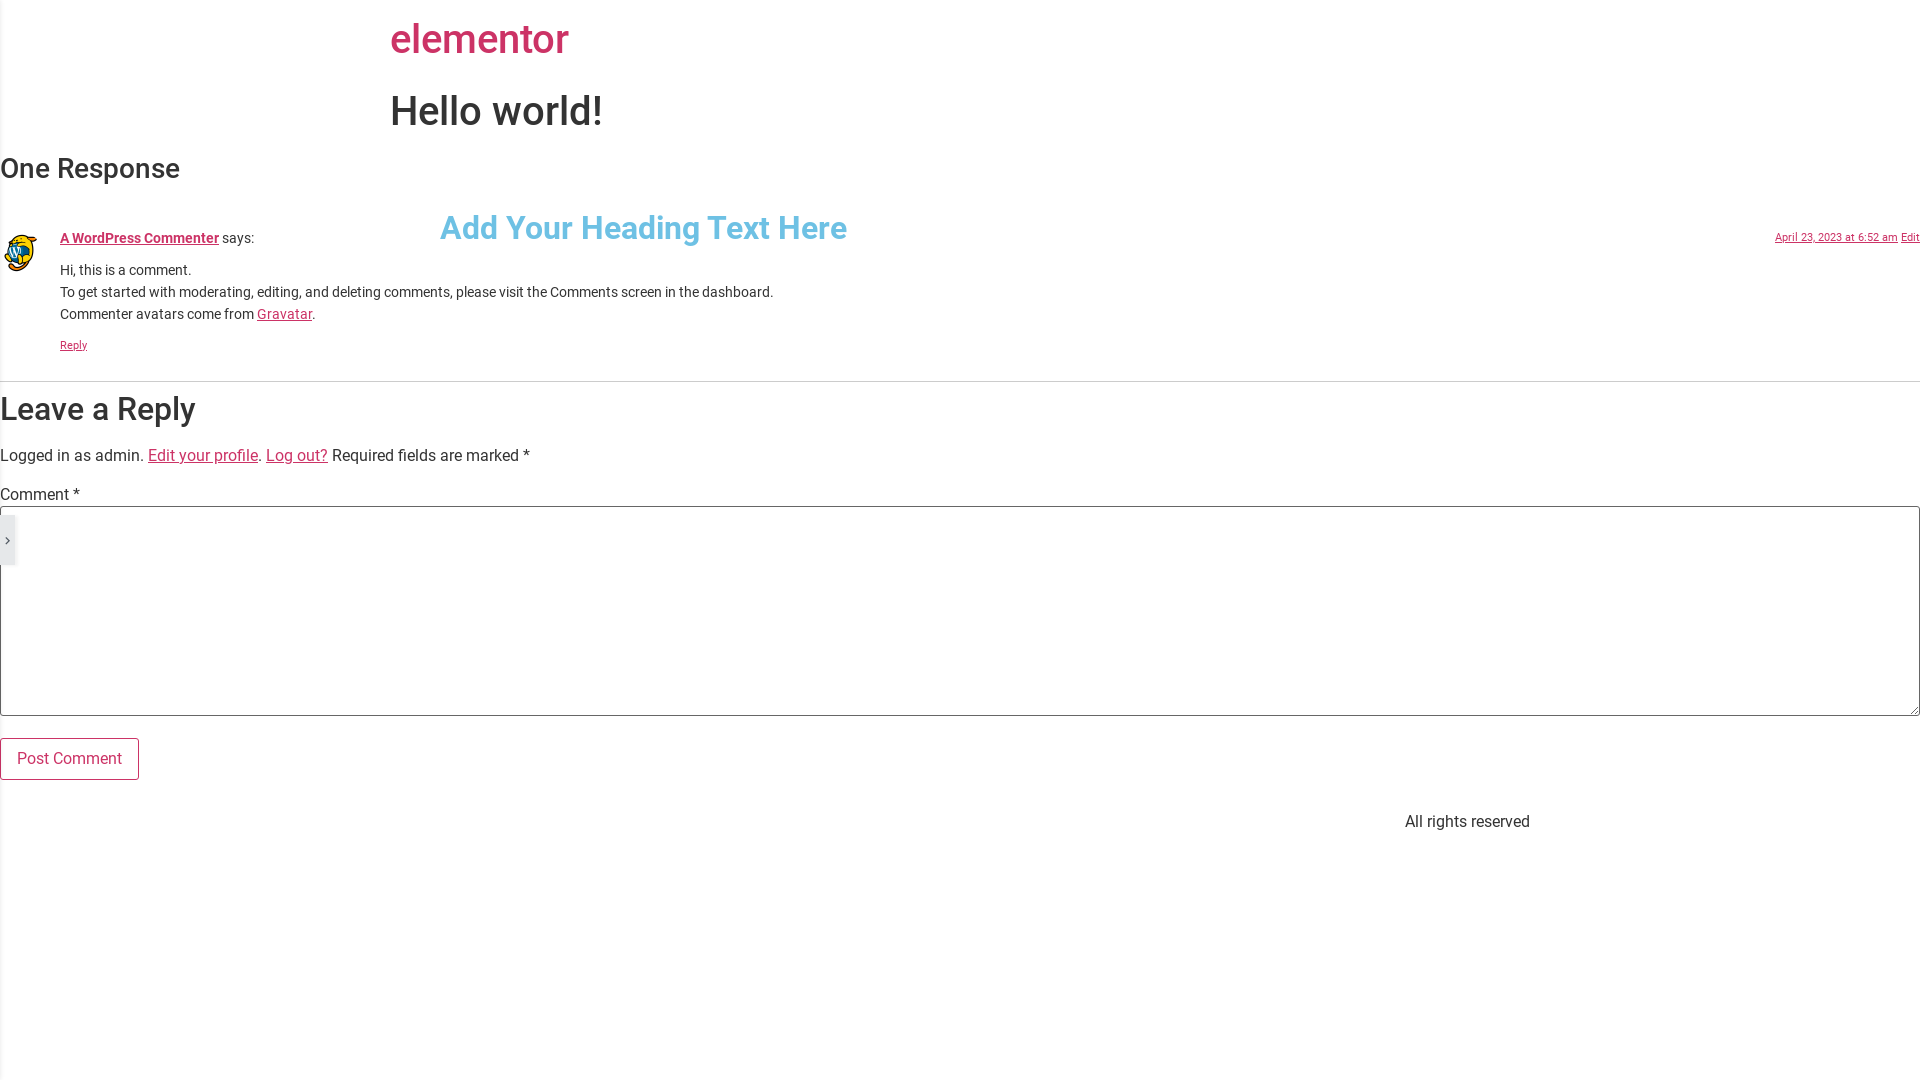 elementor
Hello world!
One Response
Add Your Heading Text Here
A WordPress Commenter says:
April 23, 2023 at 6:52 am Edit
Hi, this is a comment.
To get started with moderating, editing, and deleting comments, please visit the Comments screen in the dashboard.
Commenter avatars come from Gravatar.
Reply
Leave a Reply
Logged in as admin. Edit your profile. Log out? Required fields are marked *
Comment *
Post Comment
All rights reserved